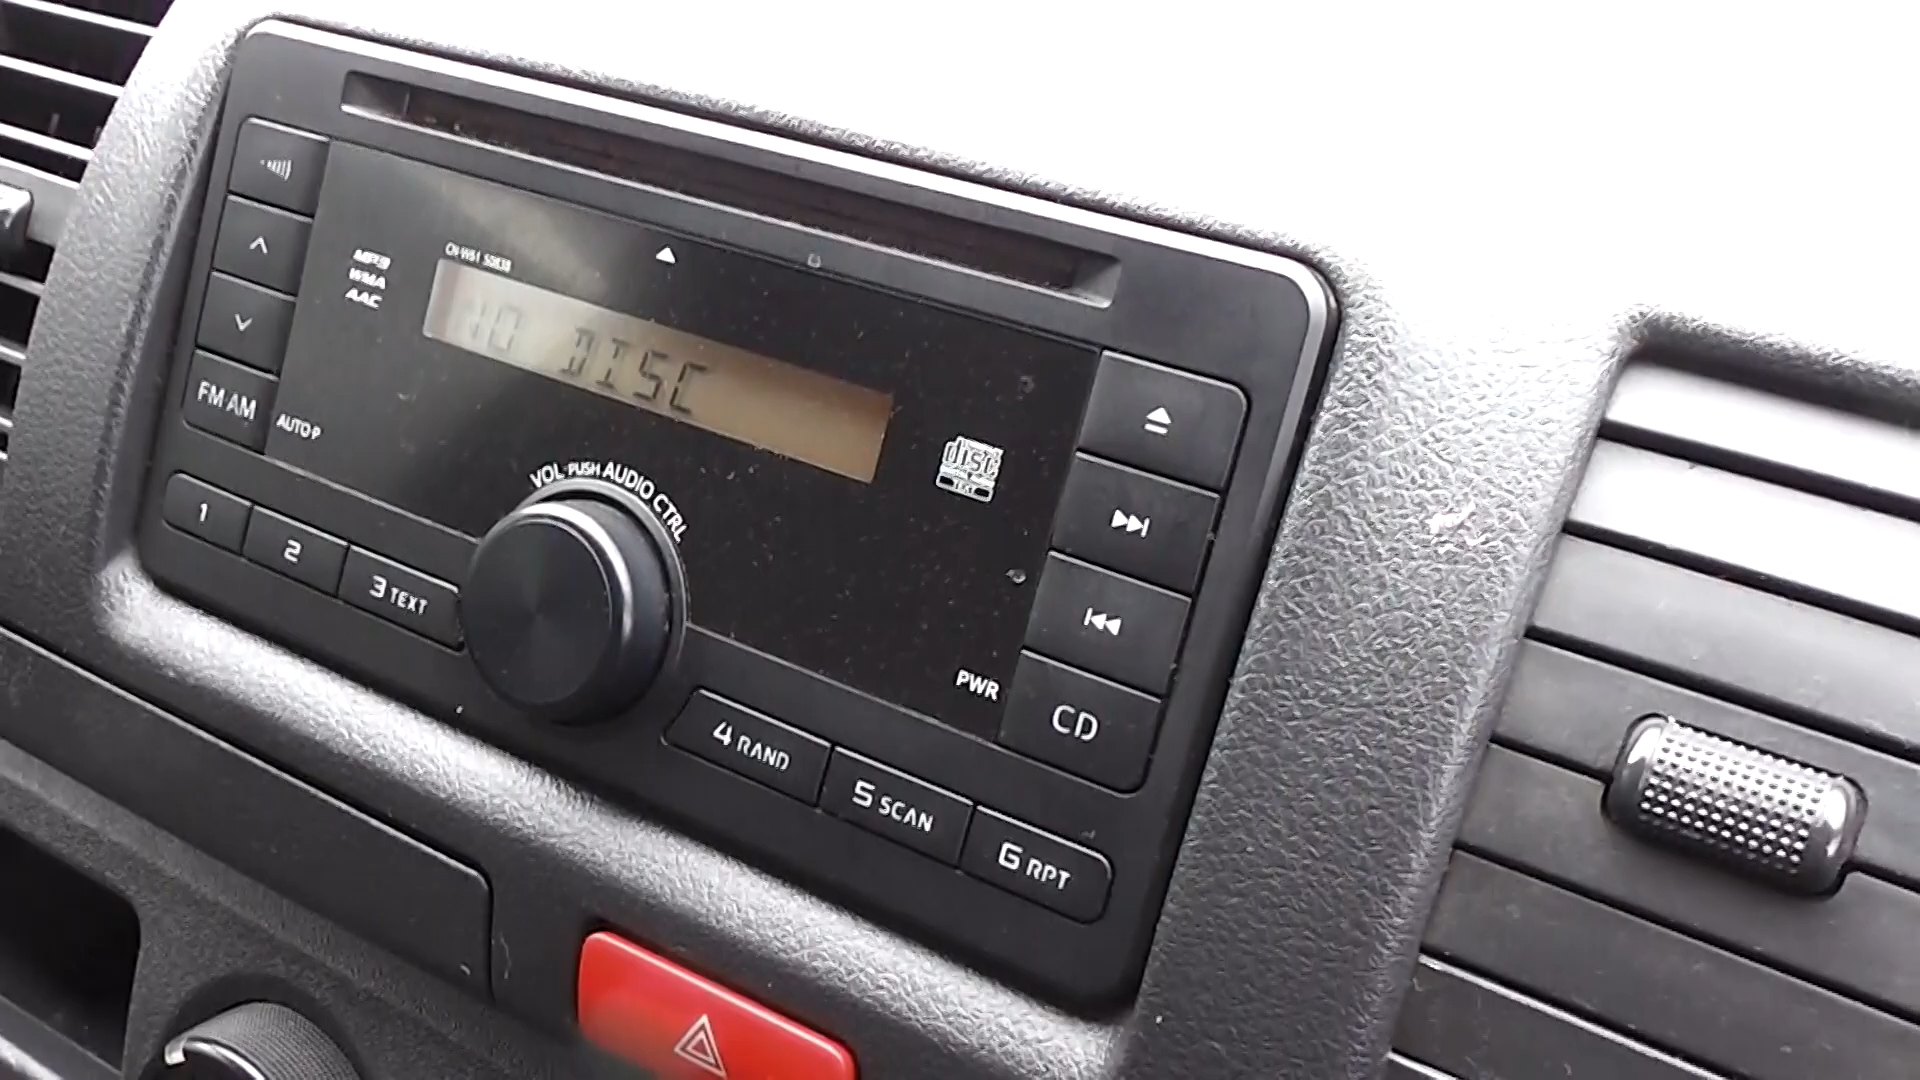 MP3
WMA
AAC
NO DISC
FM AM
AUTO·P
VOL PUSH AUDIO CTRL
disc
TEXT
1
2
3 TEXT
PWR
CD
4 RAND
5 SCAN
6 RPT